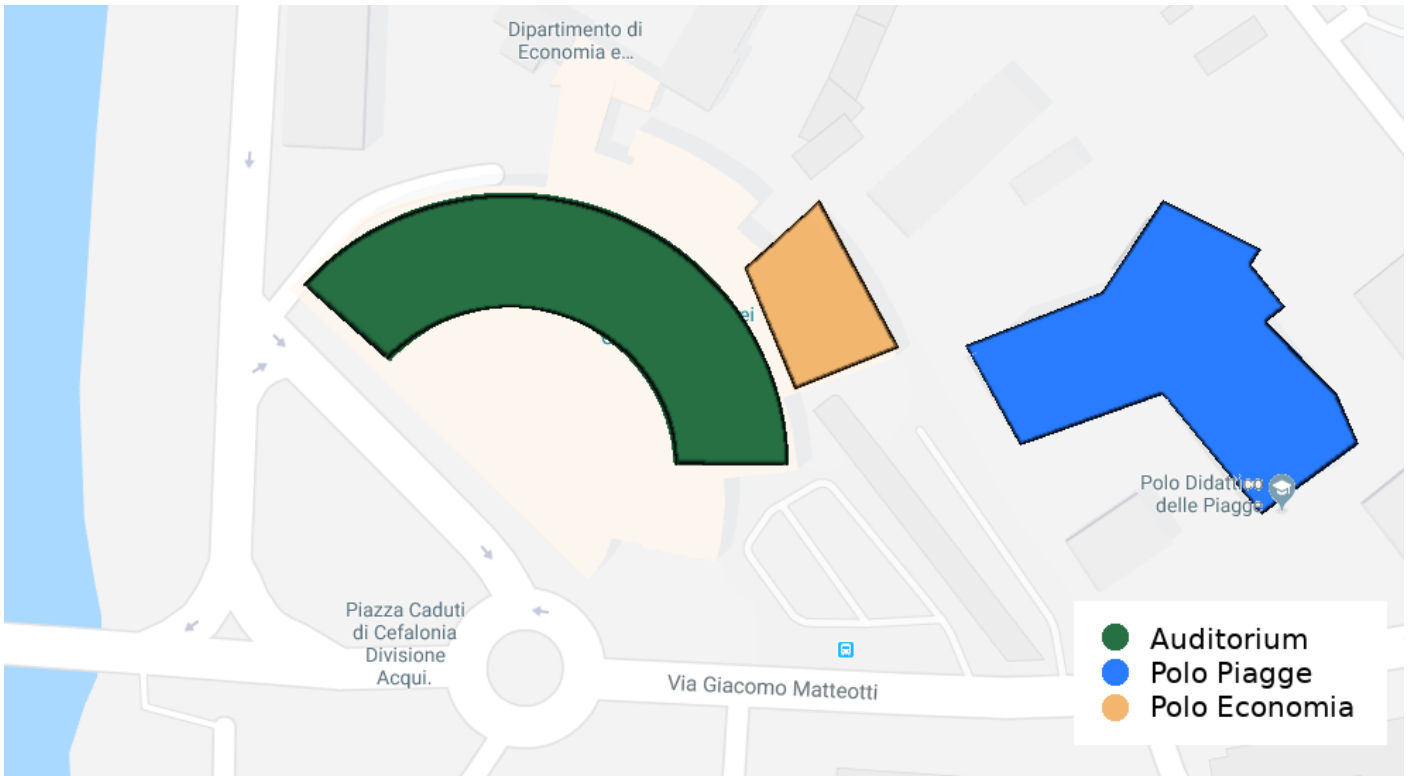 Dipartimento di
Economia e...
ei
Polo Didattico
delle Piagge
Piazza Caduti
di Cefalonia
Divisione
Acqui.
Via Giacomo Matteotti
Auditorium
Polo Piagge
Polo Economia